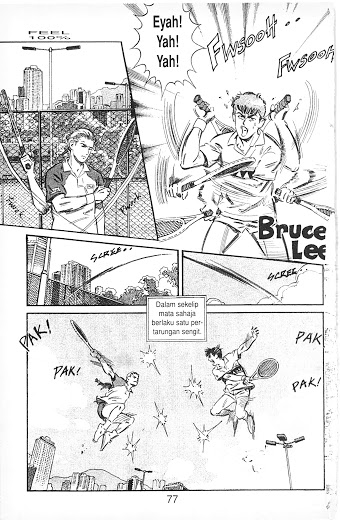 FEEL
100%
Eyah!
Yah!
Yah!
FWSOOH
FWSOOH
Bruce
Lee
SCREE..
SCREE..
Dalam sekelip
mata sahaja
berlaku satu per-
tarungan sengit.
PAK!
PAK!
PAK
PAK!
77